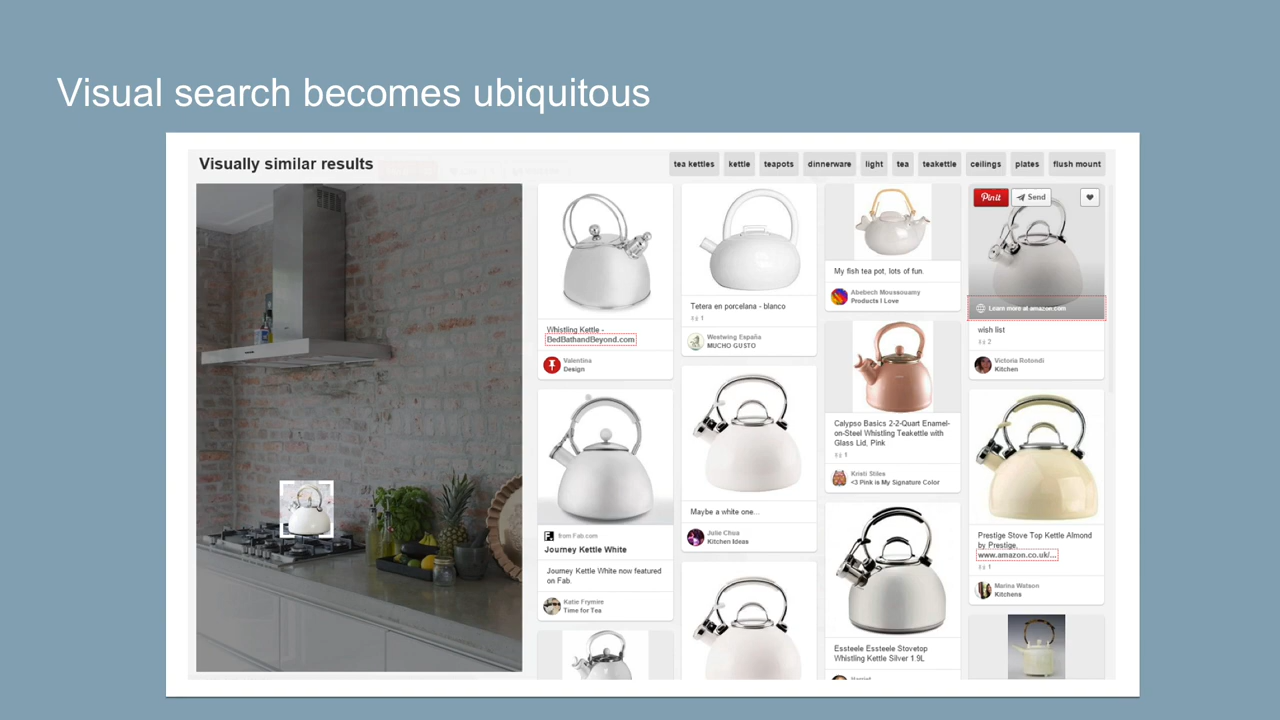 Visual search becomes ubiquitous
Visually similar results
tea kettles
kettle
teapots
dinnerware
light
tea
teakettle
ceilings
plates
flush mount
Whistling Kettle -
BedBathandBeyond.com
Valentina
Design
from Fab.com
Journey Kettle White
Journey Kettle White now featured
on Fab.
Katie Frymire
Time for Tea
Tetera en porcelana - blanco
1
Westwing España
MUCHO GUSTO
Maybe a white one...
Julie Chua
Kitchen Ideas
My fish tea pot, lots of fun.
Abebech Moussouamy
Products I Love
Calypso Basics 2-2-Quart Enamel-
on-Steel Whistling Teakettle with
Glass Lid, Pink
1
Kristi Stiles
<3 Pink is My Signature Color
Essteele Essteele Stovetop
Whistling Kettle Silver 1.9L
Pinit
Send
Learn more at amazon.com
wish list
2
Victoria Rotondi
Kitchen
Prestige Stove Top Kettle Almond
by Prestige,
www.amazon.co.uk/...
1
Marina Watson
Kitchens